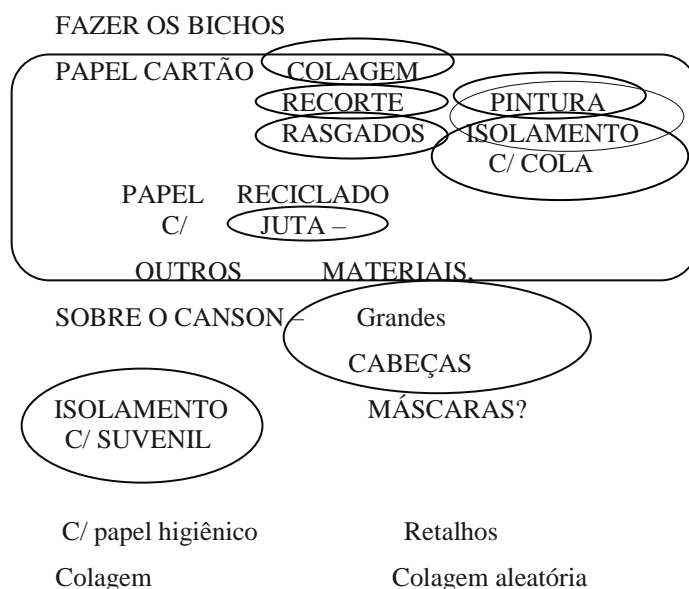 FAZER OS BICHOS
PAPEL CARTÃO COLAGEM
RECORTE PINTURA
RASGADOS ISOLAMENTO
C/ COLA
PAPEL RECICLADO
C/ JUTA –
OUTROS MATERIAIS,
SOBRE O CANSON – Grandes
CABEÇAS
ISOLAMENTO MÁSCARAS?
C/ SUVENIL
C/ papel higiênico Retalhos
Colagem Colagem aleatória